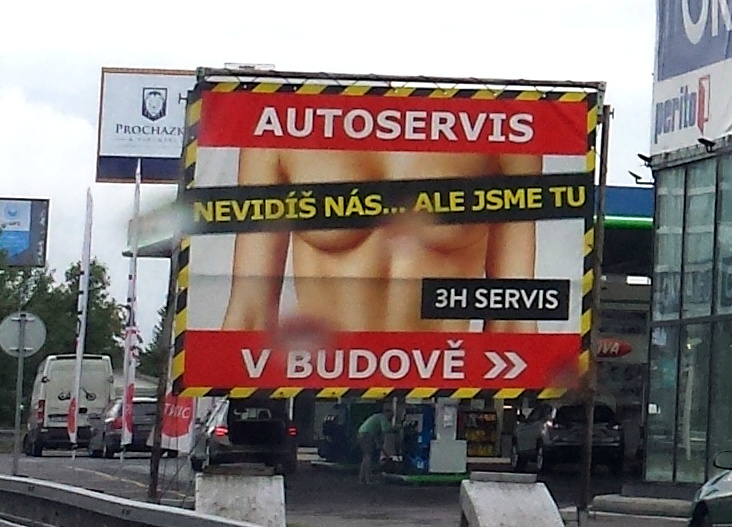 AUTOSERVIS
NEVIDÍŠ NÁS... ALE JSME TU
3H SERVIS
V BUDOVĚ >>
PROCHAZK
perito